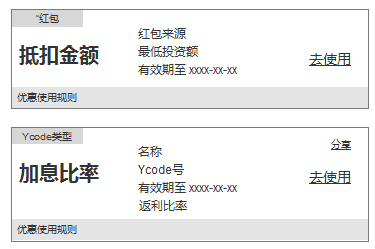 "红包
抵扣金额
红包来源
最低投资额
有效期至 xxxx-xx-xx
去使用
优惠使用规则
Ycode类型
加息比率
名称
Ycode号
有效期至 xxxx-xx-xx
返利比率
分享
去使用
优惠使用规则